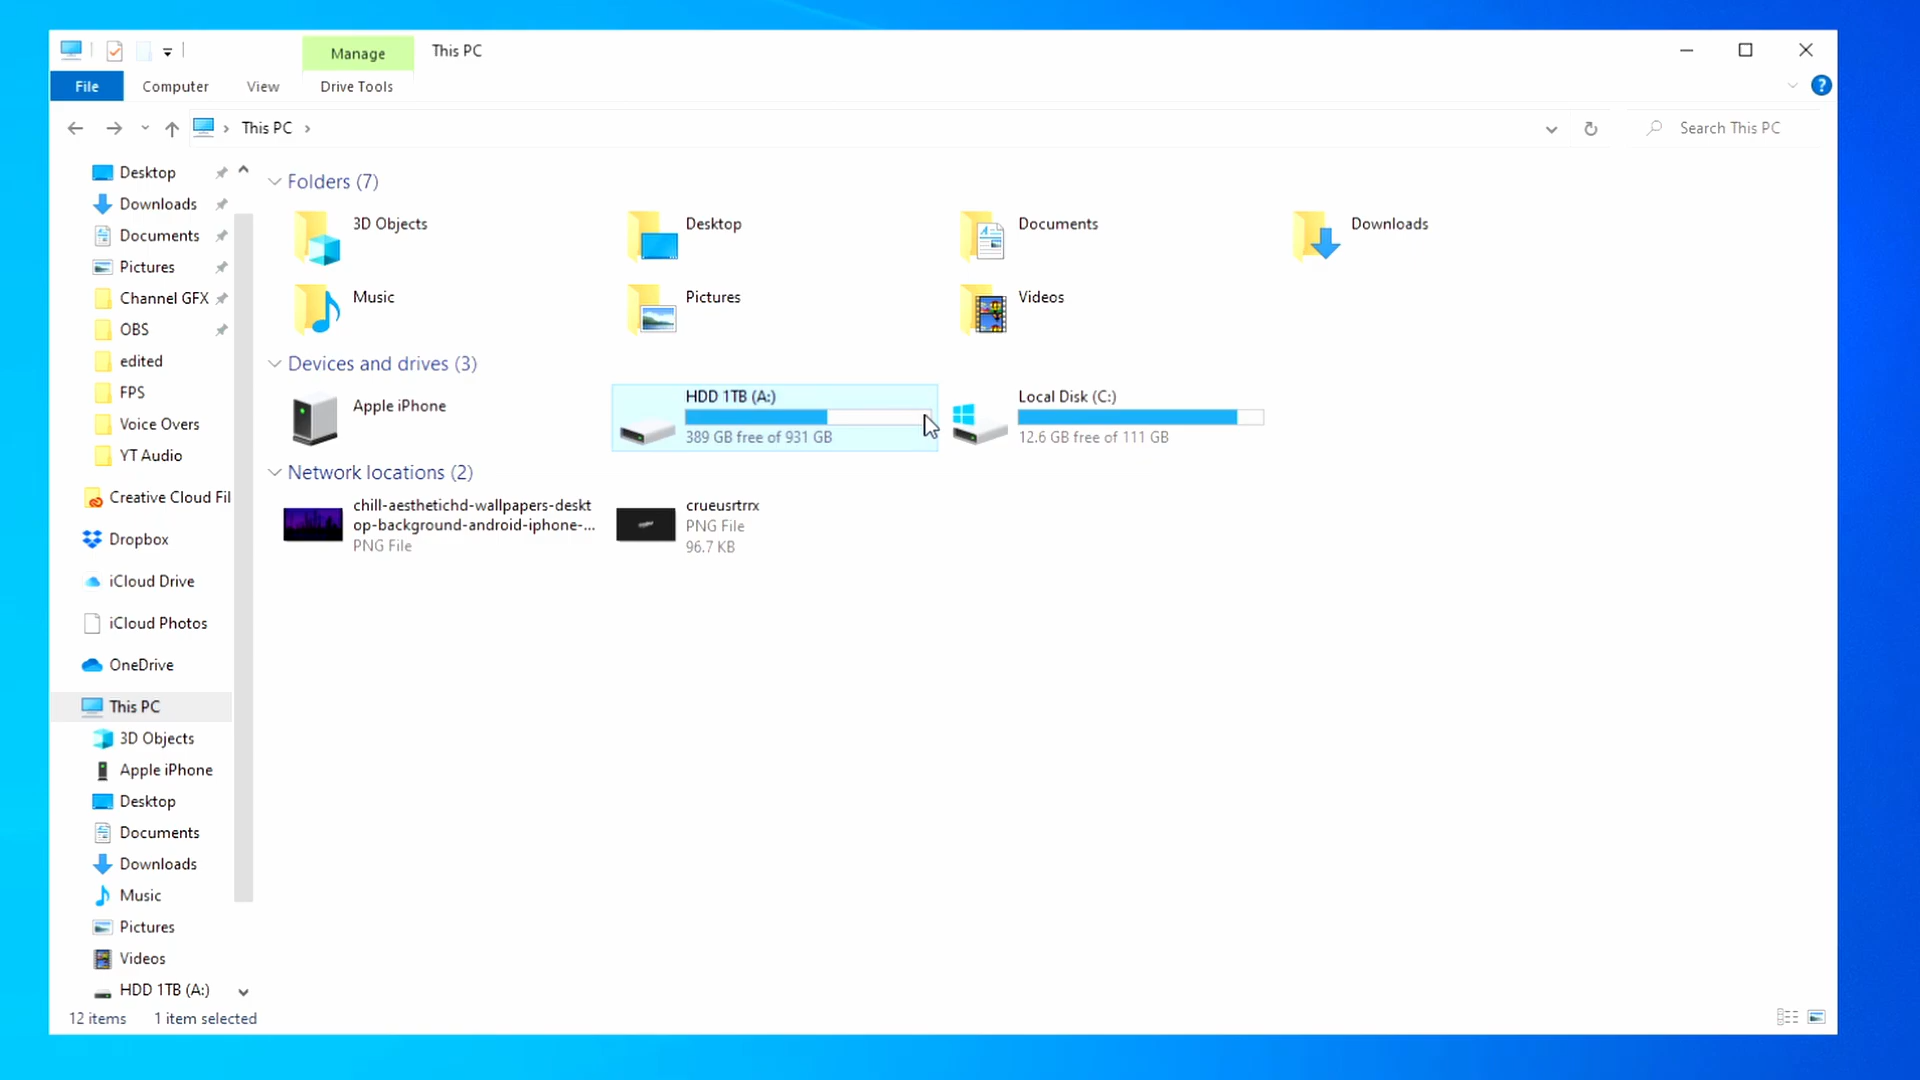 Manage
This PC
File
Computer
View
Drive Tools
?
This PC
Search This PC
Desktop
Downloads
Documents
Pictures
Channel GFX
OBS
edited
FPS
Voice Overs
YT Audio
Creative Cloud Fil
Dropbox
iCloud Drive
iCloud Photos
OneDrive
This PC
3D Objects
Apple iPhone
Desktop
Documents
Downloads
Music
Pictures
Videos
HDD 1TB (A:)
Folders (7)
3D Objects
Desktop
Documents
Downloads
Music
Pictures
Videos
Devices and drives (3)
Apple iPhone
HDD 1TB (A:)
389 GB free of 931 GB
Local Disk (C:)
12.6 GB free of 111 GB
Network locations (2)
chill-aesthetichd-wallpapers-deskt
op-background-android-iphone-...
PNG File
crueusrtrrx
PNG File
96.7 KB
12 items
1 item selected